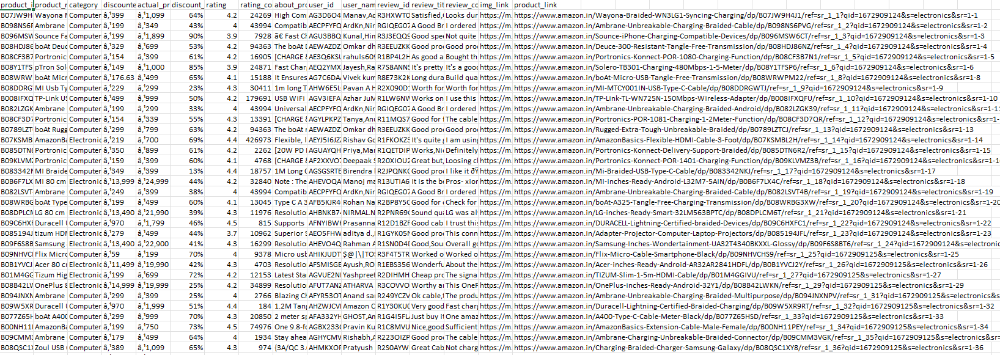 product_i product_n category discounte actual_pr discount_ rating rating_co about_pro user_id user_nam review_id review_tit review_co img_link product_link
B07JW9H Wayona N Computer â‚¹399 â‚¹1,099 64% 4.2 24269 High Com AG3D6O4 Manav,Ad R3HXWT0 Satisfied, Looks dur https://m. https://www.amazon.in/Wayona-Braided-WN3LG1-Syncing-Charging/dp/B07JW9H4J1/ref=sr_1_1?qid=1672909124&s=electronics&sr=1-1
B098NS6P Ambrane Computer â‚¹199 â‚¹349 43% 4 43994 Compatib AECPFYFQ ArdKn,Nir RGIQEG07 A Good Br I ordered https://m. https://www.amazon.in/Ambrane-Unbreakable-Charging-Braided-Cable/dp/B098NS6PVG/ref=sr_1_2?qid=1672909124&s=electronics&sr=1-2
B096MSW Sounce Fa Computer â‚¹199 â‚¹1,899 90% 3.9 7928 ã€ Fast Ch AGU3BBQ Kunal,Him R3J3EQQ9 Good spe Not quite https://m. https://www.amazon.in/Sounce-iPhone-Charging-Compatible-Devices/dp/B096MSW6CT/ref=sr_1_3?qid=1672909124&s=electronics&sr=1-3
B08HDJ86 boAt Deuc Computer â‚¹329 â‚¹699 53% 4.2 94363 The boAt D AEWAZDZ Omkar dh R3EEUZKK Good proc Good proc https://m. https://www.amazon.in/Deuce-300-Resistant-Tangle-Free-Transmission/dp/B08HDJ86NZ/ref=sr_1_4?qid=1672909124&s=electronics&sr=1-4
B08CF3B7 Portronic Computer â‚¹154 â‚¹399 61% 4.2 16905 [CHARGE & AE3Q6KSU rahuls609 R1BP4L2H As good a Bought th https://m. https://www.amazon.in/Portronics-Konnect-POR-1080-Charging-Function/dp/B08CF3B7N1/ref=sr_1_5?qid=1672909124&s=electronics&sr=1-5
B08Y1TFS pTron Sol Computer â‚¹149 â‚¹1,000 85% 3.9 24871 Fast Charg AEQ2YMX Jayesh,Ra R7S8ANNS It's pretty It's a good https://m. https://www.amazon.in/Solero-TB301-Charging-480Mbps-1-5-Meter/dp/B08Y1TFSP6/ref=sr_1_6?qid=1672909124&s=electronics&sr=1-6
B08WRW boAt Micr Computer â‚¹176.63 â‚¹499 65% 4.1 15188 It Ensures AG7C6DAA Vivek kum R8E73K2K Long dura Build qua https://m. https://www.amazon.in/boAt-Micro-USB-Tangle-Free-Transmission/dp/B08WRWPM22/ref=sr_1_8?qid=1672909124&s=electronics&sr=1-8
B08DDRG MI Usb Ty Computer â‚¹229 â‚¹299 23% 4.3 30411 1m long T AHW6E5L Pavan A H R2X090D1 Worth for Worth for https://m. https://www.amazon.in/MI-MTCY001IN-USB-Type-C-Cable/dp/B08DDRGWTJ/ref=sr_1_9?qid=1672909124&s=electronics&sr=1-9
B008IFXQ TP-Link US Computer â‚¹499 â‚¹999 50% 4.2 179691 USB WiFi AGV3IEFA Azhar JuM R1LW6NW Works on I use this https://m. https://www.amazon.in/TP-Link-TL-WN725N-150Mbps-Wireless-Adapter/dp/B008IFXQFU/ref=sr_1_10?qid=1672909124&s=electronics&sr=1-10
B082LZGK Ambrane Computer â‚¹199 â‚¹299 33% 4 43994 Universal AECPFYFQ ArdKn,Nir RGIQEG07 A Good Br I ordered https://m. https://www.amazon.in/Ambrane-Unbreakable-Charging-Braided-Android/dp/B082LZGK39/ref=sr_1_11?qid=1672909124&s=electronics&sr=1-11
B08CF3D7 Portronic Computer â‚¹154 â‚¹339 55% 4.3 13391 [CHARGE & AGYLPKPZ Tanya,Anu R11MQS7 Good for f The cable https://m. https://www.amazon.in/Portronics-POR-1081-Charging-1-2Meter-Function/dp/B08CF3D7QR/ref=sr_1_12?qid=1672909124&s=electronics&sr=1-
B0789LZT boAt Rugg Computer â‚¹299 â‚¹799 63% 4.2 94363 The boAt r AEWAZDZ Omkar dh R3EEUZKK Good proc Good proc https://m. https://www.amazon.in/Rugged-Extra-Tough-Unbreakable-Braided/dp/B0789LZTCJ/ref=sr_1_13?qid=1672909124&s=electronics&sr=1-13
B07KSMB AmazonBa Electronic â‚¹219 â‚¹700 69% 4.4 426973 Flexible, l AEYJ5I6JZZ Rishav Go R1FKOKZ3 It's quite g I am using https://m. https://www.amazon.in/AmazonBasics-Flexible-HDMI-Cable-3-Foot/dp/B07KSMBL2H/ref=sr_1_14?qid=1672909124&s=electronics&sr=1-14
B085DTN6 Portronic Computer â‚¹350 â‚¹899 61% 4.2 2262 [20W PD I AGUAYQH Priya,Mar R1QETDIP Works,Nic Definitely https://m. https://www.amazon.in/Portronics-Konnect-Delivery-Support-Braided/dp/B085DTN6R2/ref=sr_1_15?qid=1672909124&s=electronics&sr=1-15
B09KLVMZ Portronic Computer â‚¹159 â‚¹399 60% 4.1 4768 [CHARGE & AF2XXVO7 Deepaak S R20XIOU2 Great but, Loosing ch https://m. https://www.amazon.in/Portronics-Konnect-POR-1401-Charging-Function/dp/B09KLVMZ3B/ref=sr_1_16?qid=1672909124&s=electronics&sr=1-16
B083342N MI Braide Computer â‚¹349 â‚¹399 13% 4.4 18757 1M Long C AGSGSRTE Birendra l R2JPQNKC Good proc I like it ðŸ https://m. https://www.amazon.in/Mi-Braided-USB-Type-C-Cable/dp/B083342NKJ/ref=sr_1_17?qid=1672909124&s=electronics&sr=1-17
B0B6F7LX MI 80 cm Electronic â‚¹13,999 â‚¹24,999 44% 4.2 32840 Note : The AHEVOQA Manoj ma R13UTIA6 It is the be Pros- xion https://m. https://www.amazon.in/MI-inches-Ready-Android-L32M7-5AIN/dp/B0B6F7LX4C/ref=sr_1_18?qid=1672909124&s=electronics&sr=1-18
B082LSVT Ambrane Computer â‚¹249 â‚¹399 38% 4 43994 Compatib AECPFYFQ ArdKn,Nir RGIQEG07 A Good Br I ordered https://m. https://www.amazon.in/Ambrane-Unbreakable-Charging-Braided-Cable/dp/B082LSVT4B/ref=sr_1_19?qid=1672909124&s=electronics&sr=1-19
B08WRBG boAt Type Computer â‚¹199 â‚¹499 60% 4.1 13045 Type C A 3 AFB5KJR4 Rohan Na R2BP8Y5C Good for Check for https://m. https://www.amazon.in/boAt-A325-Tangle-Free-Charging-Transmission/dp/B08WRBG3XW/ref=sr_1_20?qid=1672909124&s=electronics&sr=1-20
B08DPLCM LG 80 cm Electronic â‚¹13,490 â‚¹21,990 39% 4.3 11976 Resolutio AHBNKB74 NIRMAL.N R2PNR69C Sound qua LG was al https://m. https://www.amazon.in/LG-inches-Ready-Smart-32LM563BPTC/dp/B08DPLCM6T/ref=sr_1_21?qid=1672909124&s=electronics&sr=1-21
B09C6HXF Duracell U Computer â‚¹970 â‚¹1,799 46% 4.5 815 Supports AFNYIBWH Prasanna R12D1BZF Good cab I trust this https://m. https://www.amazon.in/DURACELL-Lightning-Certified-braided-Devices/dp/B09C6HXFC1/ref=sr_1_22?qid=1672909124&s=electronics&sr=1-22
B085194J tizum HDM Electronic â‚¹279 â‚¹499 44% 3.7 10962 Superior S AEO5FHW aditya d., R1GYK05N Good proc This conn https://m. https://www.amazon.in/Adapter-Projector-Computer-Laptop-Projectors/dp/B085194JFL/ref=sr_1_23?qid=1672909124&s=electronics&sr=1-23
B09F6S8B Samsung Electronic â‚¹13,490 â‚¹22,900 41% 4.3 16299 Resolutio AHEVO4Q Rahman A R1SN0D4D Good,Sou Overall go https://m. https://www.amazon.in/Samsung-Inches-Wondertainment-UA32T4340BKXXL-Glossy/dp/B09F6S8BT6/ref=sr_1_24?qid=1672909124&s=electronics&sr=1-
B09NHVCH Flix Micro Computer â‚¹59 â‚¹199 70% 4 9378 Micro usb AHIKJUDT $@|\|TO$ R3F4T5TR Worked o Worked o https://m. https://www.amazon.in/Flix-Micro-Cable-Smartphone-Black/dp/B09NHVCHS9/ref=sr_1_25?qid=1672909125&s=electronics&sr=1-25
B0B1YVCJ Acer 80 cm Electronic â‚¹11,499 â‚¹19,990 42% 4.3 4703 Resolutio AFSMISGE Ayush,RO R1EBS356 Wonderfu About the https://m. https://www.amazon.in/Acer-inches-Ready-Android-AR32AR2841HDFL/dp/B0B1YVCJ2Y/ref=sr_1_26?qid=1672909125&s=electronics&sr=1-26
B01M4GG Tizum Hig Electronic â‚¹199 â‚¹699 72% 4.2 12153 Latest Sta AGVUE2NI Yashpreet R2DIHMH Cheap prc The signa https://m. https://www.amazon.in/TIZUM-Slim-1-5m-HDMI-Cable/dp/B01M4GGIVU/ref=sr_1_27?qid=1672909125&s=electronics&sr=1-27
B08B42LW OnePlus 8 Electronic â‚¹14,999 â‚¹19,999 25% 4.2 34899 Resolutio AFUT7ANZ ATHARVA R3COVVO Worthy ar This OneP https://m. https://www.amazon.in/OnePlus-inches-Ready-Android-32Y1/dp/B08B42LWKN/ref=sr_1_29?qid=1672909125&s=electronics&sr=1-29
B094JNXN Ambrane Computer â‚¹299 â‚¹399 25% 4 2766 Blazing Ch AFYR53OT Anand sar R249YCZV Ok cable,t The produ https://m. https://www.amazon.in/Ambrane-Unbreakable-Charging-Braided-Multipurpose/dp/B094JNXNPV/ref=sr_1_31?qid=1672909125&s=electronics&sr=1-
B09W5XR Duracell U Computer â‚¹970 â‚¹1,999 51% 4.4 184 1.2M Tang AHZWJCVI Amazon C R1Y30KU0 Very good Fast charg https://m. https://www.amazon.in/Duracell-Lightning-Certified-Braided-Charging/dp/B09W5XR9RT/ref=sr_1_32?qid=1672909125&s=electronics&sr=1-32
B077Z65H boAt A400 Computer â‚¹299 â‚¹999 70% 4.3 20850 2 meter sp AFA332YH GHOST,Am R1G4I5FL Just buy it One amaz https://m. https://www.amazon.in/A400-Type-C-Cable-Meter-Black/dp/B077Z65HSD/ref=sr_1_33?qid=1672909125&s=electronics&sr=1-33
B00NH11 AmazonBa Computer â‚¹199 â‚¹750 73% 4.5 74976 One 9.8-fo AGBX233C Pravin Ku R1C8MVU Nice,good Sufficient https://m. https://www.amazon.in/AmazonBasics-Extension-Cable-Male-Female/dp/B00NH11PEY/ref=sr_1_34?qid=1672909125&s=electronics&sr=1-34
B09CMM3 Ambrane Computer â‚¹179 â‚¹499 64% 4 1934 Stay ahea AGHYCMV Rishabh,A R223OIZP Good proc The cable https://m. https://www.amazon.in/Ambrane-Charging-Unbreakable-Braided-Connector/dp/B09CMM3VGK/ref=sr_1_35?qid=1672909125&s=electronics&sr=1-
B08QSC1X Zoul USB Computer â‚¹389 â‚¹1,099 65% 4.3 974 {3A/QC 3. AHMKXOP Pratyush R2S0AYW Great Cab Not charg https://m. https://www.amazon.in/Charging-Braided-Charger-Samsung-Galaxy/dp/B08QSC1XY8/ref=sr_1_36?qid=1672909125&s=electronics&sr=1-36